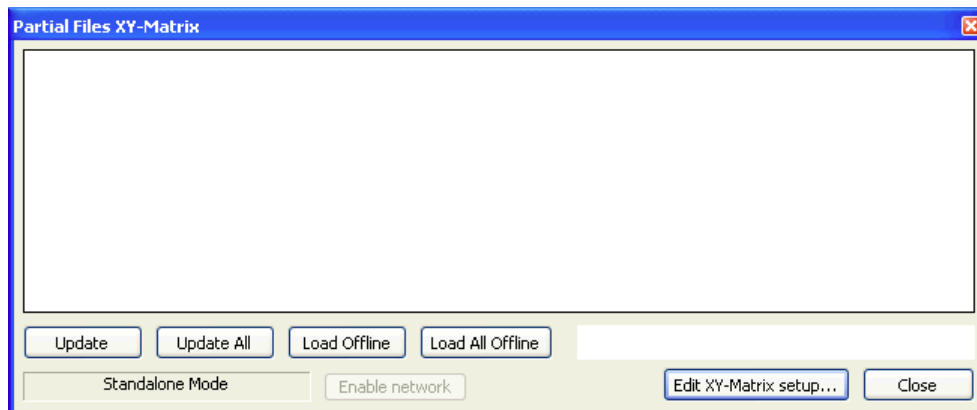 Partial Files XY-Matrix
Update Update All Load Offline Load All Offline
Standalone Mode Enable network Edit XY-Matrix setup... Close